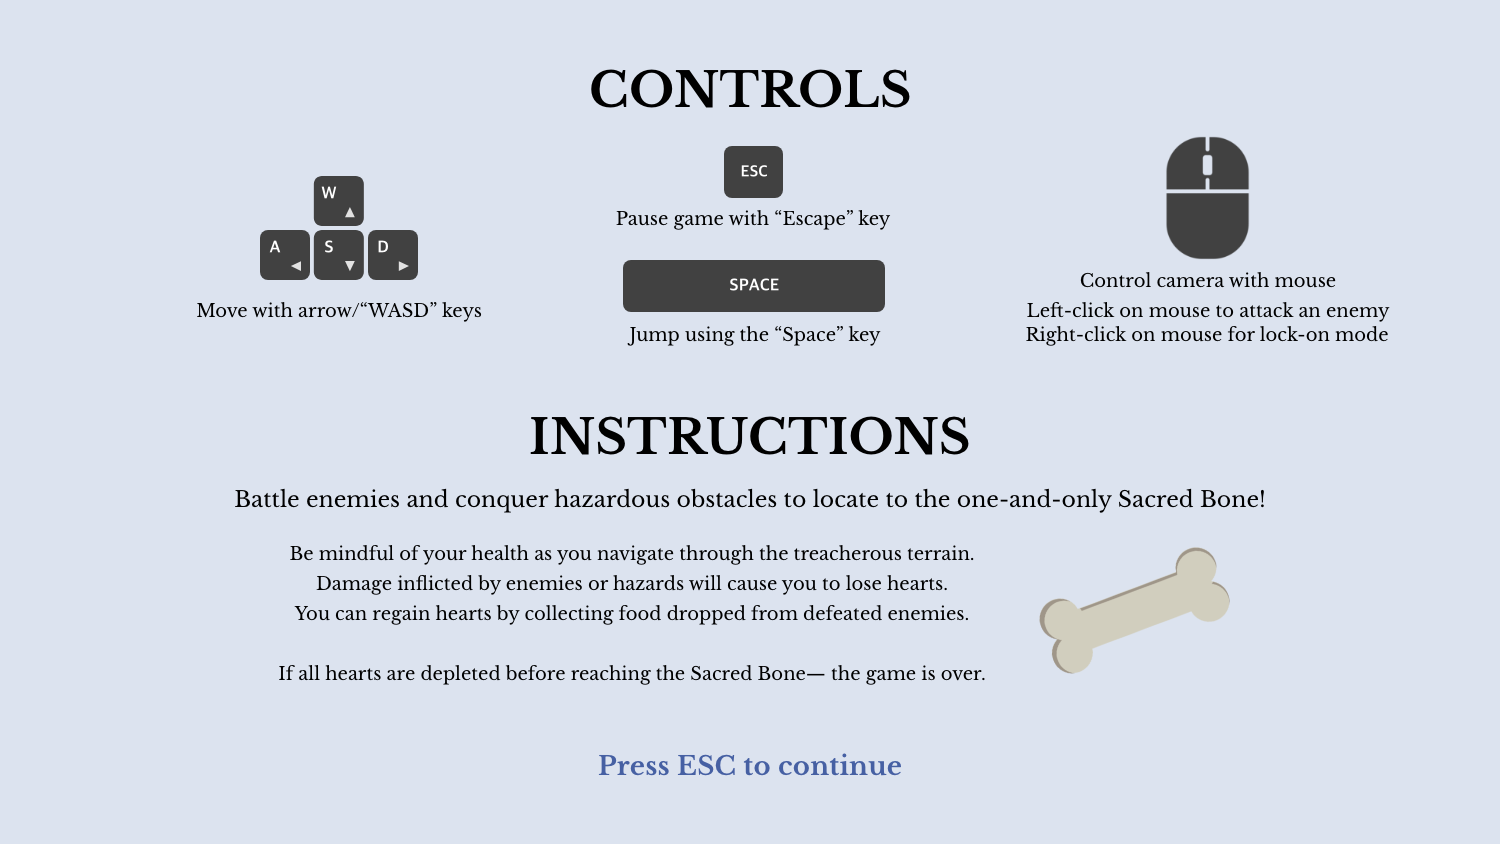 CONTROLS
W
A
S
D
Move with arrow/“WASD” keys
ESC
Pause game with “Escape” key
SPACE
Jump using the “Space” key
Control camera with mouse
Left-click on mouse to attack an enemy
Right-click on mouse for lock-on mode
INSTRUCTIONS
Battle enemies and conquer hazardous obstacles to locate to the one-and-only Sacred Bone!
Be mindful of your health as you navigate through the treacherous terrain.
Damage inflicted by enemies or hazards will cause you to lose hearts.
You can regain hearts by collecting food dropped from defeated enemies.
If all hearts are depleted before reaching the Sacred Bone— the game is over.
Press ESC to continue